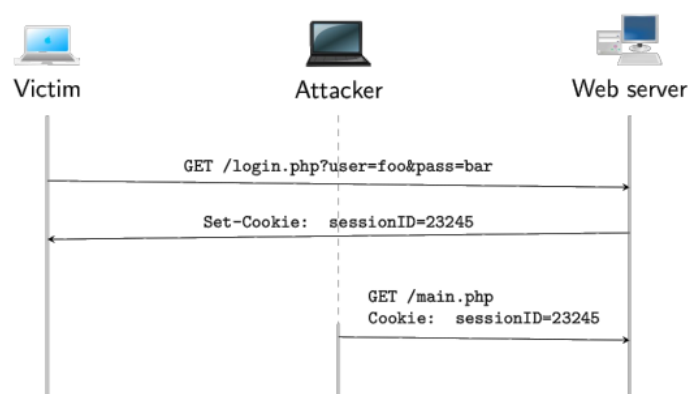 Victim
Attacker
Web server
GET /login.php?user=foo&pass=bar
Set-Cookie: sessionID=23245
GET /main.php
Cookie: sessionID=23245